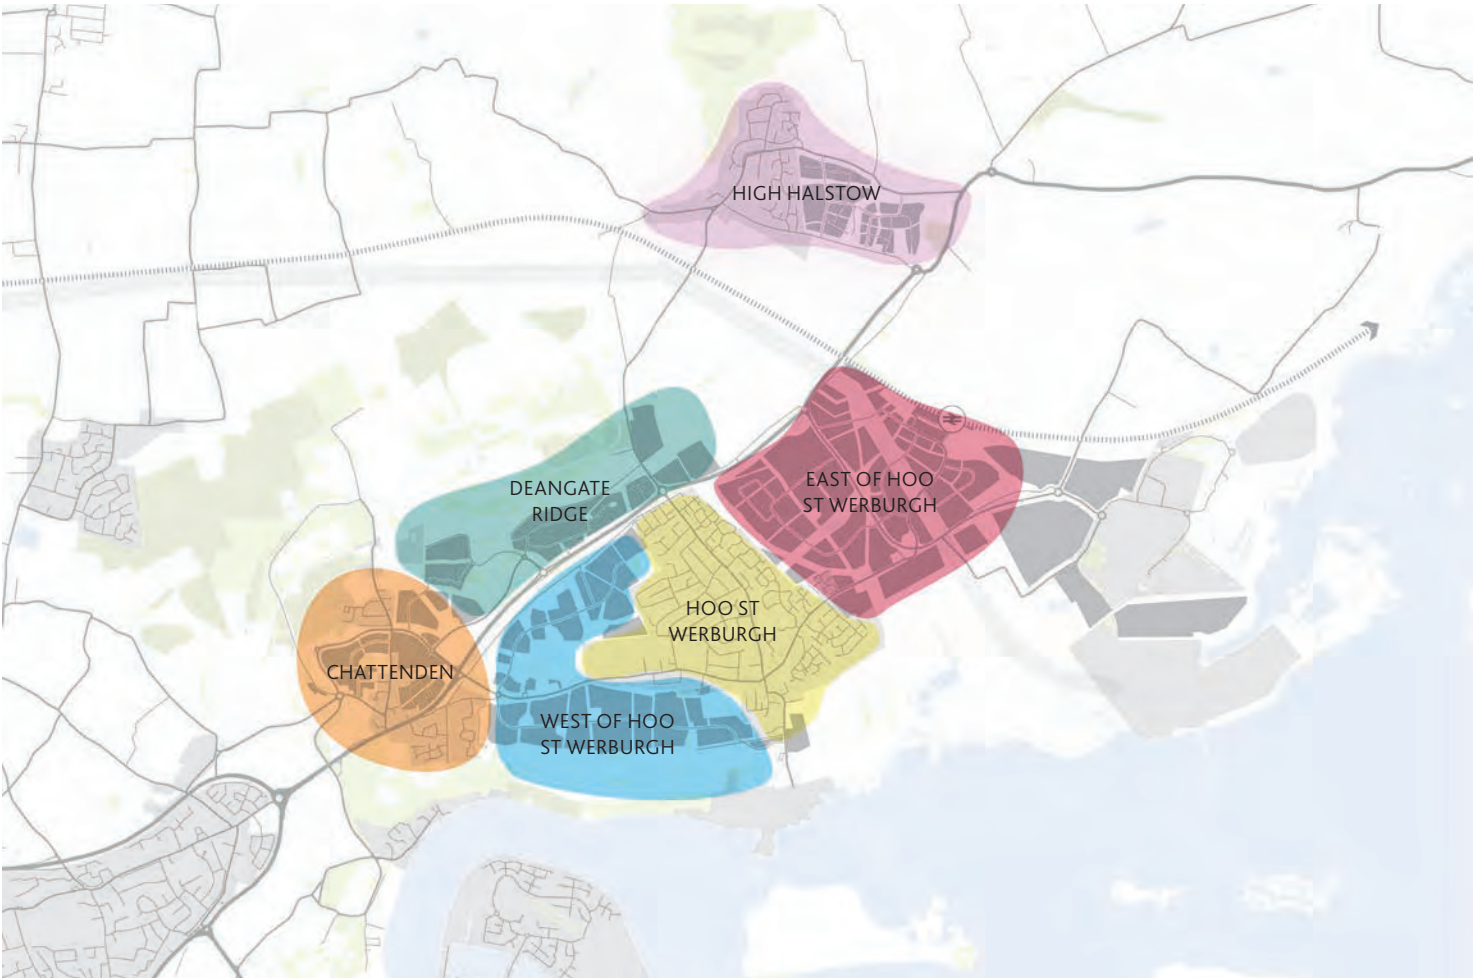 HIGH HALSTOW
DEANGATE
RIDGE
EAST OF HOO
ST WERBURGH
HOO ST
WERBURGH
CHATTENDEN
WEST OF HOO
ST WERBURGH